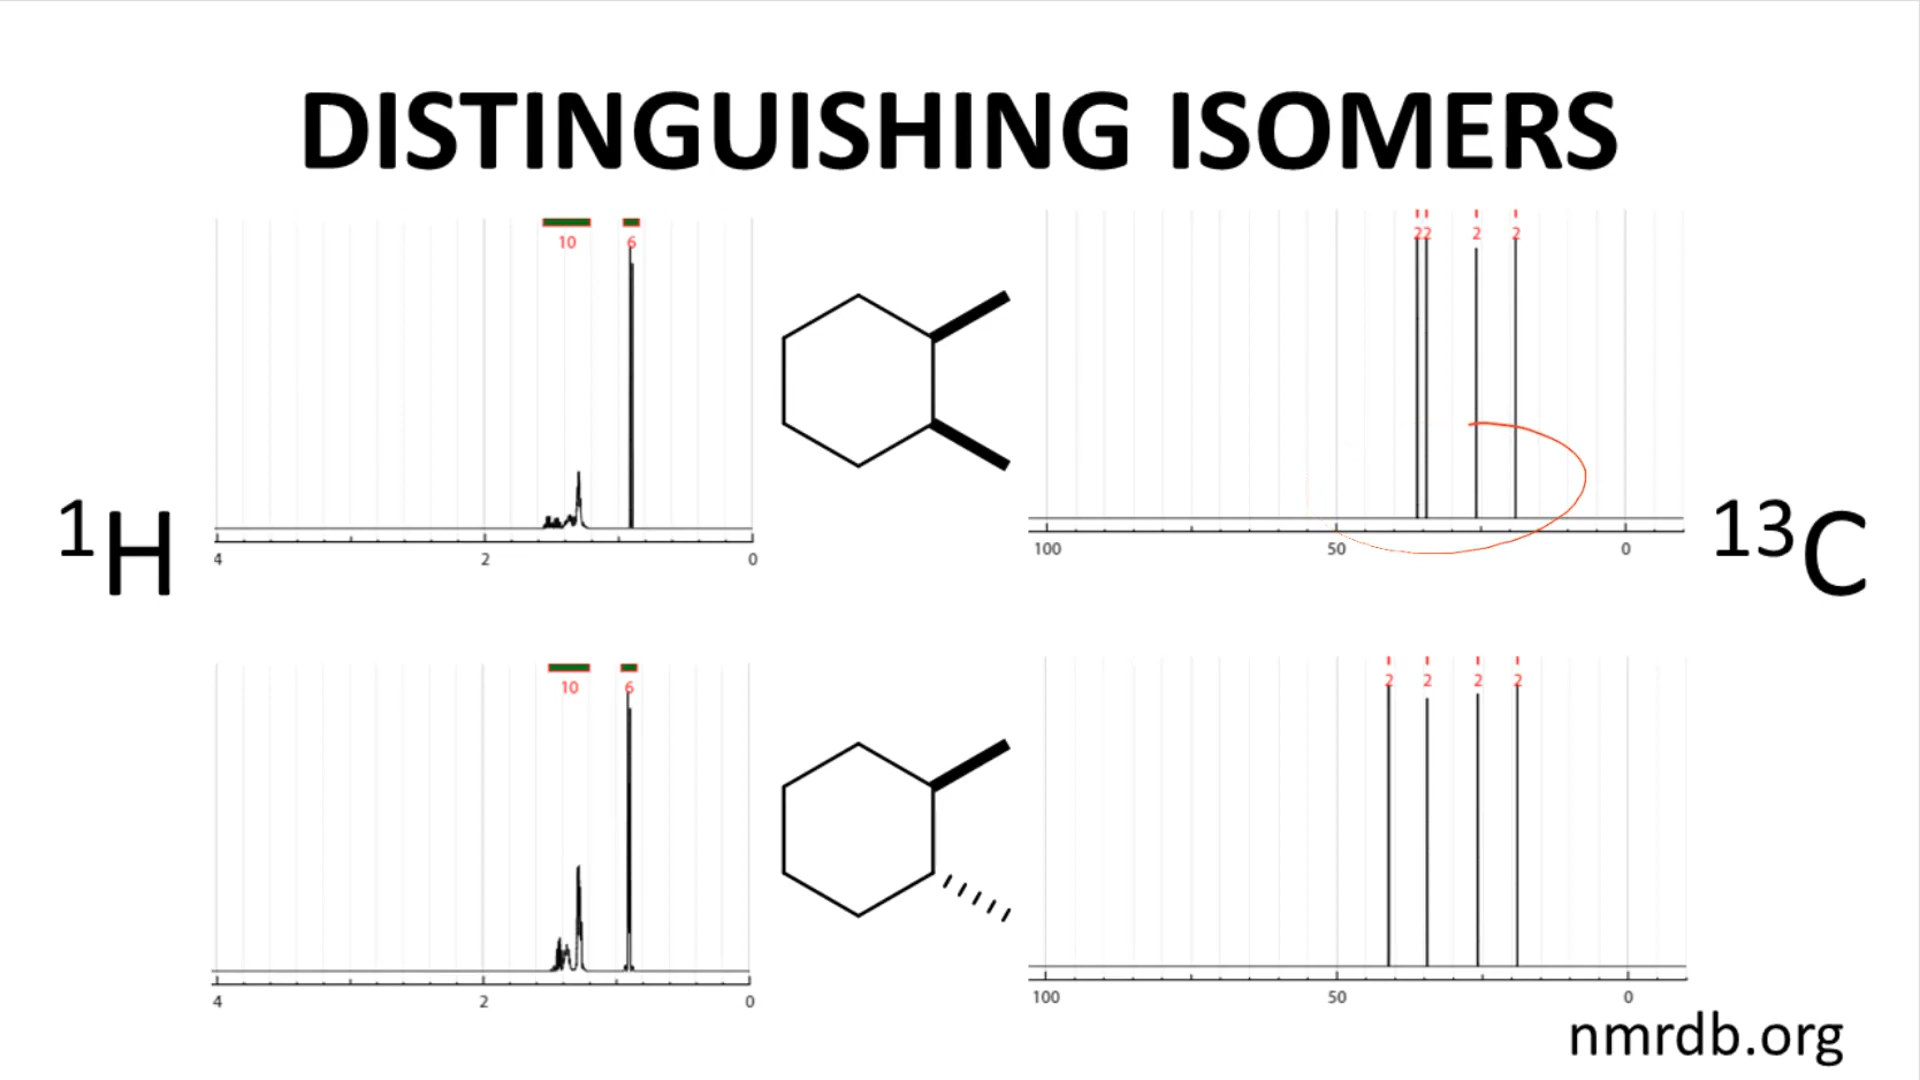 DISTINGUISHING ISOMERS
10 6
22 2 2
1H
4 2 0
100 50 0
13C
10 6
2 2 2 2
4 2 0
100 50 0
nmrdb.org